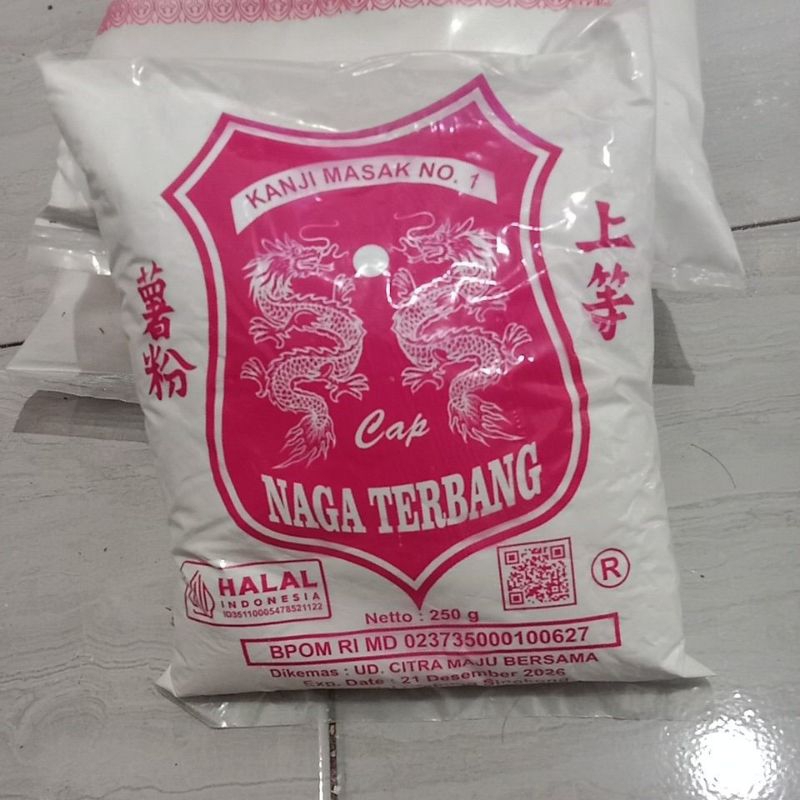 KANJI MASAK NO. 1
上等
薯粉
Cap
NAGA TERBANG
HALAL
INDONESIA
ID35110005478521122
®
Netto : 250 g
BPOM RI MD 023735000100627
Dikemas : UD. CITRA MAJU BERSAMA
Exp. Date : 21 Desember 2026